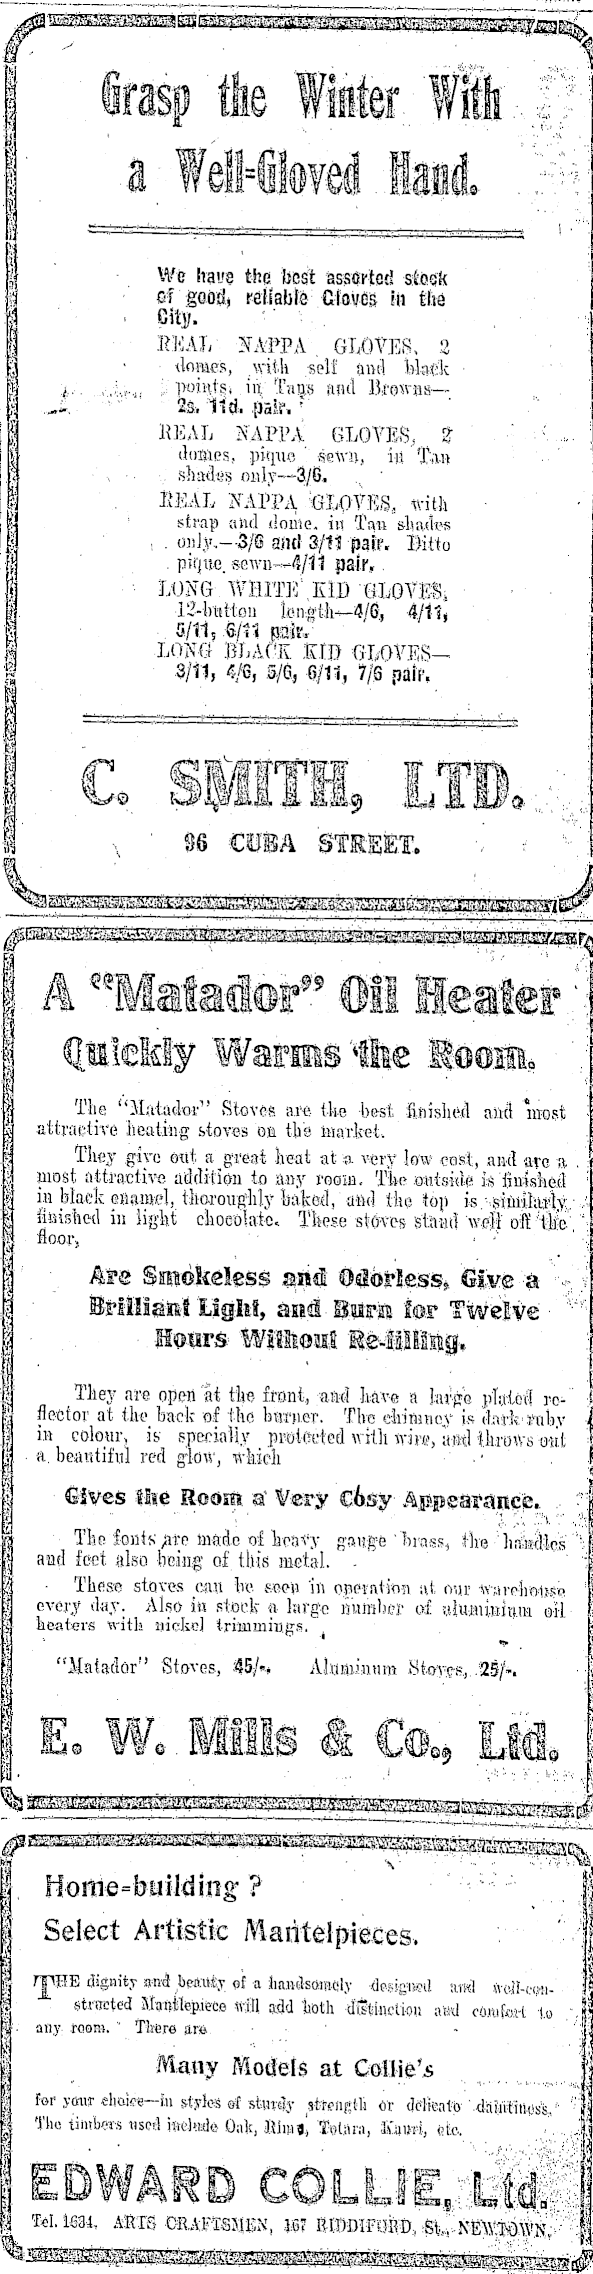 Grasp the Winter With
a Well-Gloved Hand.
We have the best assorted stock
of good, reliable Gloves in the
City.
REAL NAPPA GLOVES, 2
domes, with self and black
points, in Tans and Browns—
2s. 11d. pair.
REAL NAPPA GLOVES, 2
domes, pique sewn, in Tan
shades only—3/6.
REAL NAPPA GLOVES, with
strap and dome, in Tan shades
only.—3/6 and 3/11 pair. Ditto
pique sewn—4/11 pair.
LONG WHITE KID GLOVES,
12-button length—4/6, 4/11,
5/11, 6/11 pair.
LONG BLACK KID GLOVES—
3/11, 4/6, 5/6, 6/11, 7/6 pair.
C. SMITH, LTD.
96 CUBA STREET.
A "Matador" Oil Heater
Quickly Warms the Room.
The "Matador" Stoves are the best finished and most
attractive heating stoves on the market.
They give out a great heat at a very low cost, and are a
most attractive addition to any room. The outside is finished
in black enamel, thoroughly baked, and the top is similarly
finished in light chocolate. These stoves stand well off the
floor,
Are Smokeless and Odorless, Give a
Brilliant Light, and Burn for Twelve
Hours Without Re-filling.
They are open at the front, and have a large plated re-
flector at the back of the burner. The chimney is dark ruby
in colour, is specially protected with wire, and throws out
a beautiful red glow, which
Gives the Room a Very Cosy Appearance.
The fonts are made of heavy gauge brass, the handles
and feet also being of this metal.
These stoves can be seen in operation at our warehouse
every day. Also in stock a large number of aluminium oil
heaters with nickel trimmings.
"Matador" Stoves, 45/-. Aluminum Stoves, 25/-.
E. W. Mills & Co., Ltd.
Home-building ?
Select Artistic Mantelpieces.
THE dignity and beauty of a handsomely designed and well-con-
structed Mantlepiece will add both distinction and comfort to
any room. There are
Many Models at Collie's
for your choice—in styles of sturdy strength or delicate daintiness.
The timbers used include Oak, Rimu, Totara, Kauri, etc.
EDWARD COLLIE, Ltd.
Tel. 1634. ARTS CRAFTSMEN, 167 RIDDIFORD, St., NEWTOWN.